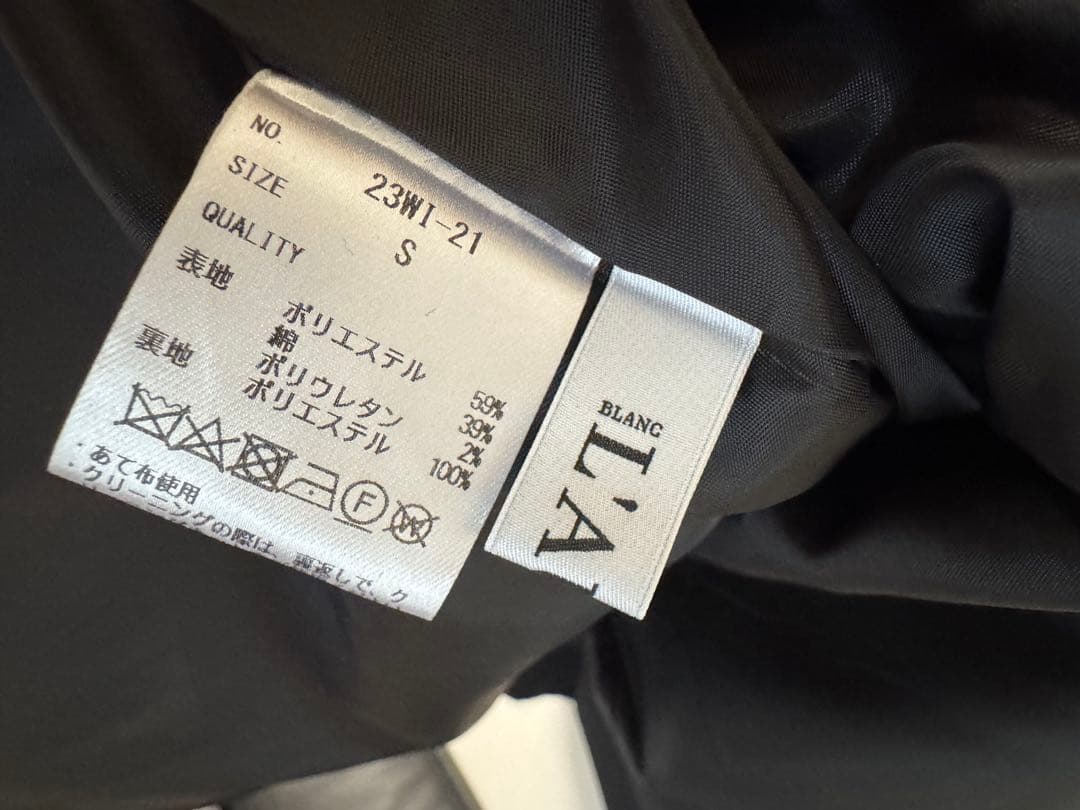 NO. 23WI-21
SIZE S
QUALITY
表地 ポリエステル 59%
綿 39%
ポリウレタン 2%
裏地 ポリエステル 100%
F
W
・あて布使用
・クリーニングの際は、裏返しで、ク
BLANC
L'A